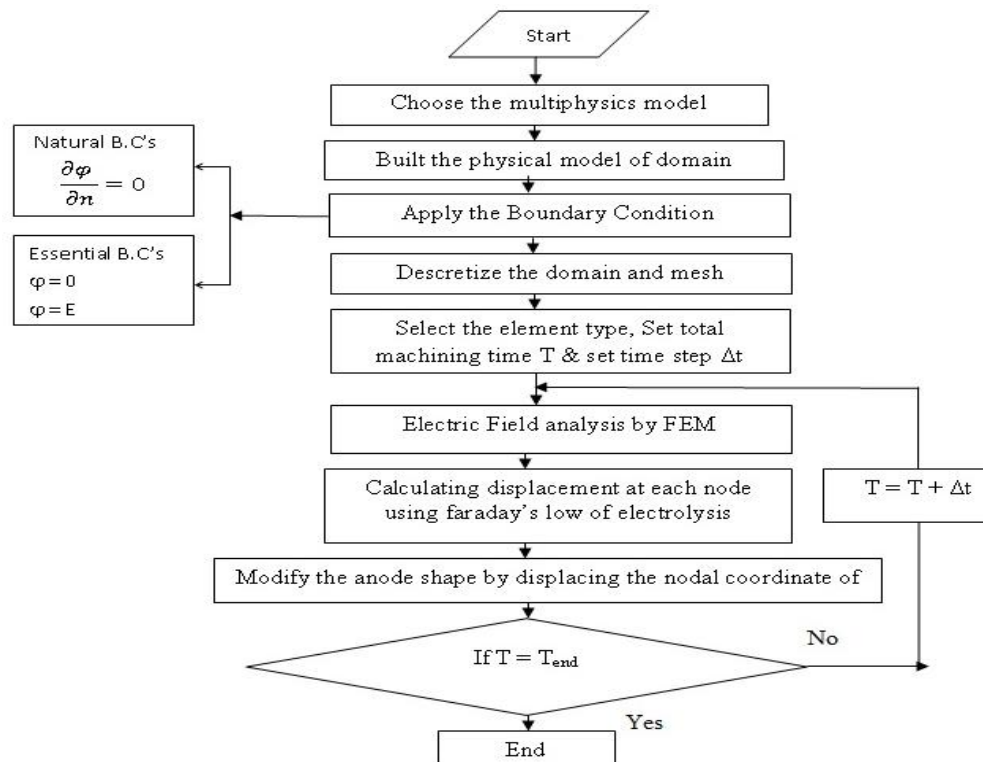 Start
Choose the multiphysics model
Built the physical model of domain
Apply the Boundary Condition
Natural B.C's
∂φ/∂n = 0
Essential B.C's
φ=0
φ=E
Descretize the domain and mesh
Select the element type, Set total
machining time T & set time step Δt
Electric Field analysis by FEM
Calculating displacement at each node
using faraday's low of electrolysis
T = T + Δt
Modify the anode shape by displacing the nodal coordinate of
If T = Tend
No
Yes
End